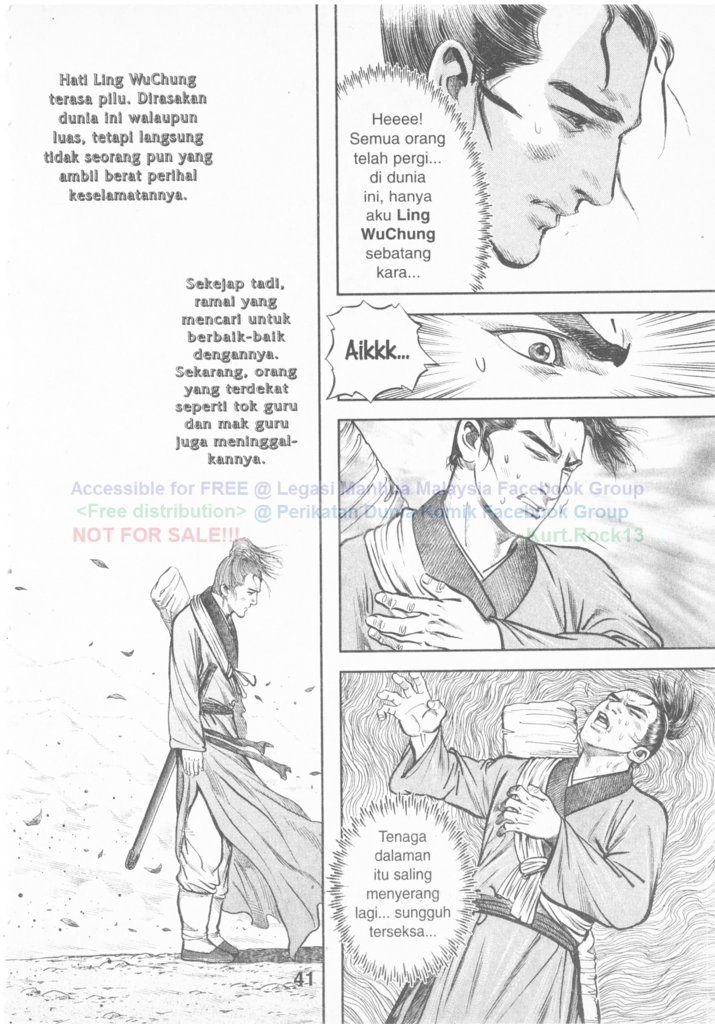 Hati Ling WuChung
terasa pilu. Dirasakan
dunia ini walaupun
luas, tetapi langsung
tidak seorang pun yang
ambil berat perihal
keselamatannya.
Sekejap tadi,
ramai yang
mencari untuk
berbaik-baik
dengannya.
Sekarang, orang
yang terdekat
seperti tok guru
dan mak guru
juga meninggal-
kannya.
Heeee!
Semua orang
telah pergi...
di dunia
ini, hanya
aku Ling
WuChung
sebatang
kara...
Aikkk...
Accessible for FREE @ Legasi Manhua Malaysia Facebook Group
<Free distribution> @ Perikatan Dunia Komik Facebook Group
NOT FOR SALE!!! Kurt.Rock13
Tenaga
dalaman
itu saling
menyerang
lagi... sungguh
terseksa...
41